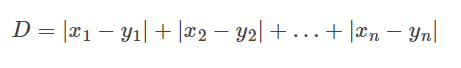 D = |x₁ − y₁| + |x₂ − y₂| + … + |xₙ − yₙ|